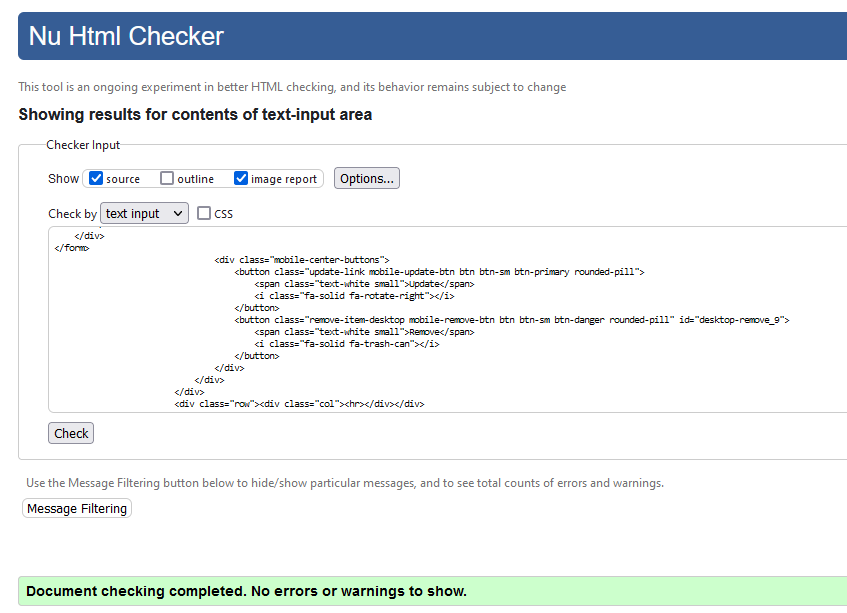 Nu Html Checker
This tool is an ongoing experiment in better HTML checking, and its behavior remains subject to change
Showing results for contents of text-input area
Checker Input
Show source outline image report Options...
Check by text input CSS
</div>
</form>
<div class="mobile-center-buttons">
<button class="update-link mobile-update-btn btn btn-sm btn-primary rounded-pill">
<span class="text-white small">Update</span>
<i class="fa-solid fa-rotate-right"></i>
</button>
<button class="remove-item-desktop mobile-remove-btn btn btn-sm btn-danger rounded-pill" id="desktop-remove_9">
<span class="text-white small">Remove</span>
<i class="fa-solid fa-trash-can"></i>
</button>
</div>
</div>
</div>
<div class="row"><div class="col"><hr></div></div>
Check
Use the Message Filtering button below to hide/show particular messages, and to see total counts of errors and warnings.
Message Filtering
Document checking completed. No errors or warnings to show.